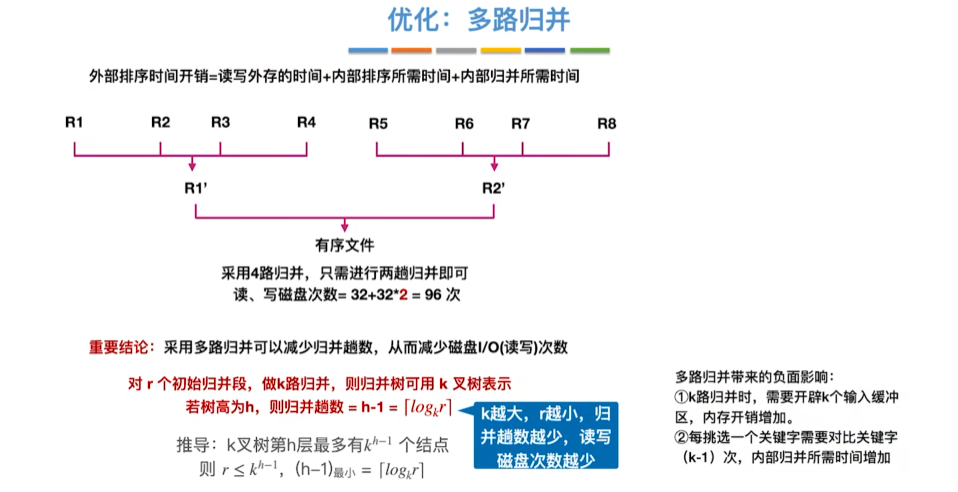 优化：多路归并
外部排序时间开销=读写外存的时间+内部排序所需时间+内部归并所需时间
R1 R2 R3 R4 R5 R6 R7 R8
R1’ R2’
有序文件
采用4路归并，只需进行两趟归并即可
读、写磁盘次数= 32+32*2 = 96 次
重要结论：采用多路归并可以减少归并趟数，从而减少磁盘I/O(读写)次数
对 r 个初始归并段，做k路归并，则归并树可用 k 叉树表示
若树高为h，则归并趟数 = h-1 = ⌈logₖr⌉
推导：k叉树第h层最多有kʰ⁻¹ 个结点
则 r ≤ kʰ⁻¹，(h−1)最小 = ⌈logₖr⌉
k越大，r越小，归
并趟数越少，读写
磁盘次数越少
多路归并带来的负面影响：
①k路归并时，需要开辟k个输入缓冲
区，内存开销增加。
②每挑选一个关键字需要对比关键字
（k-1）次，内部归并所需时间增加